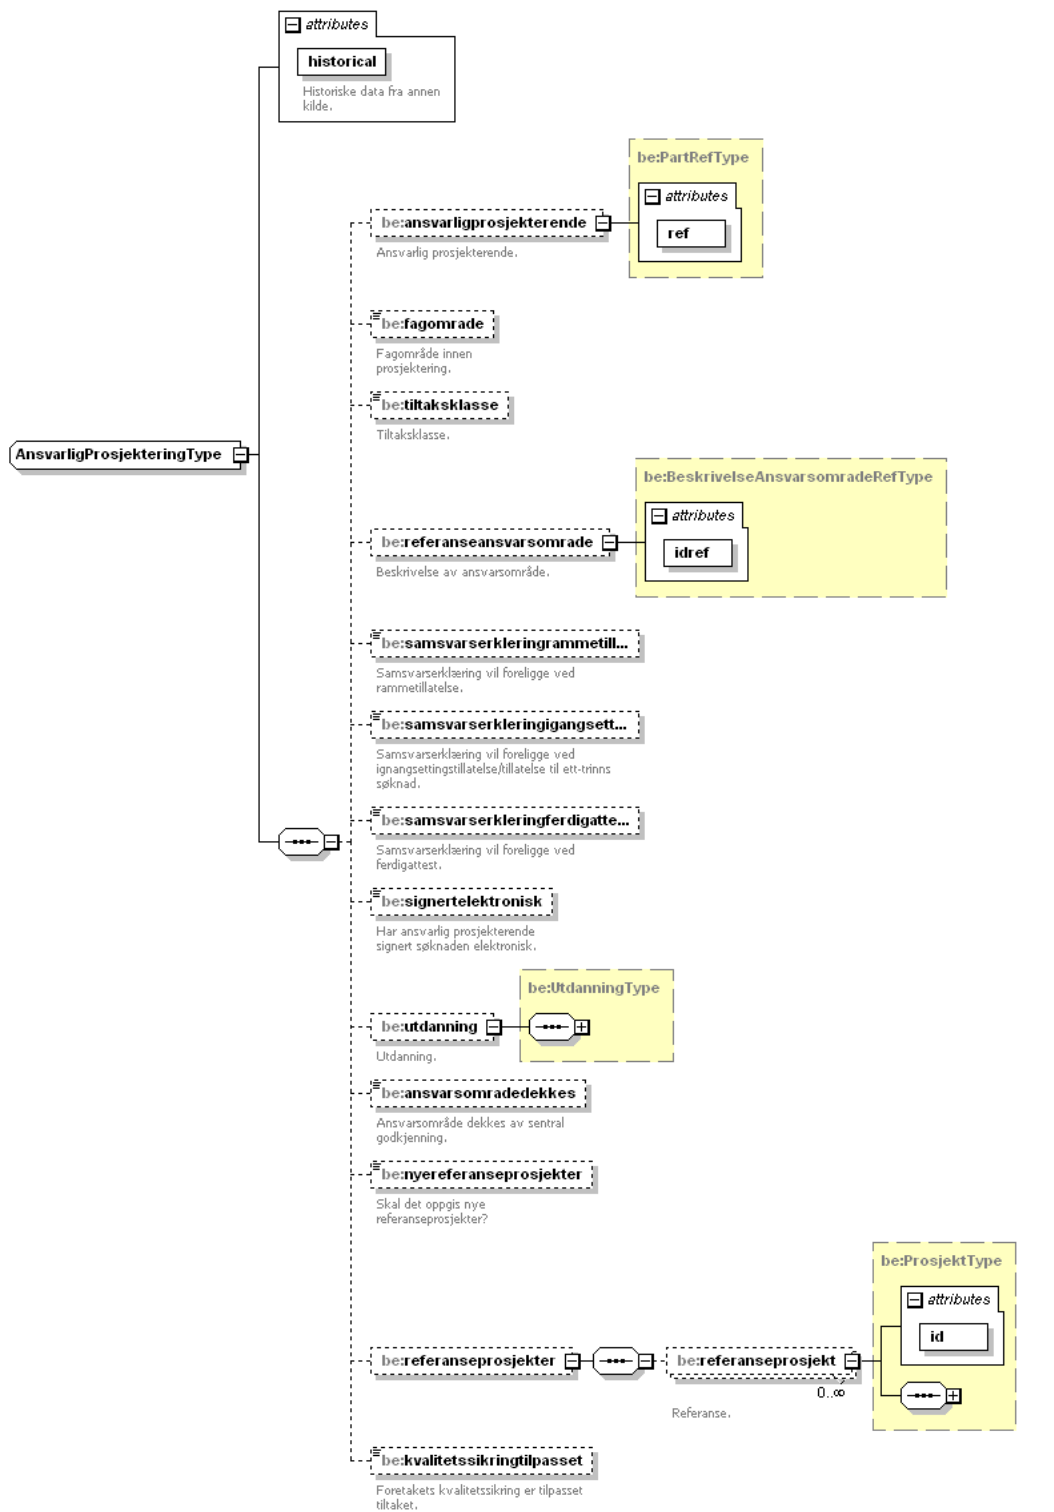 attributes
historical
Historiske data fra annen
kilde.
be:PartRefType
attributes
be:ansvarligprosjekterende
ref
Ansvarlig prosjekterende.
be:fagomrade
Fagområde innen
prosjektering.
be:tiltaksklasse
Tiltaksklasse.
AnsvarligProsjekteringType
be:BeskrivelseAnsvarsomradeRefType
attributes
be:referanseansvarsomrade
idref
Beskrivelse av ansvarsområde.
be:samsvarserkleringrammetill...
Samsvarserklæring vil foreligge ved
rammetillatelse.
be:samsvarserkleringigangsett...
Samsvarserklæring vil foreligge ved
ignangsettingstillatelse/tillatelse til ett-trinns
søknad.
be:samsvarserkleringferdigatte...
Samsvarserklæring vil foreligge ved
ferdigattest.
be:signertelektronisk
Har ansvarlig prosjekterende
signert søknaden elektronisk.
be:UtdanningType
be:utdanning
Utdanning.
be:ansvarsomradedekkes
Ansvarsområde dekkes av sentral
godkjenning.
be:nyereferanseprosjekter
Skal det oppgis nye
referanseprosjekter?
be:ProsjektType
attributes
id
be:referanseprosjekter
be:referanseprosjekt
0..∞
Referanse.
be:kvalitetssikringtilpasset
Foretakets kvalitetssikring er tilpasset
tiltaket.